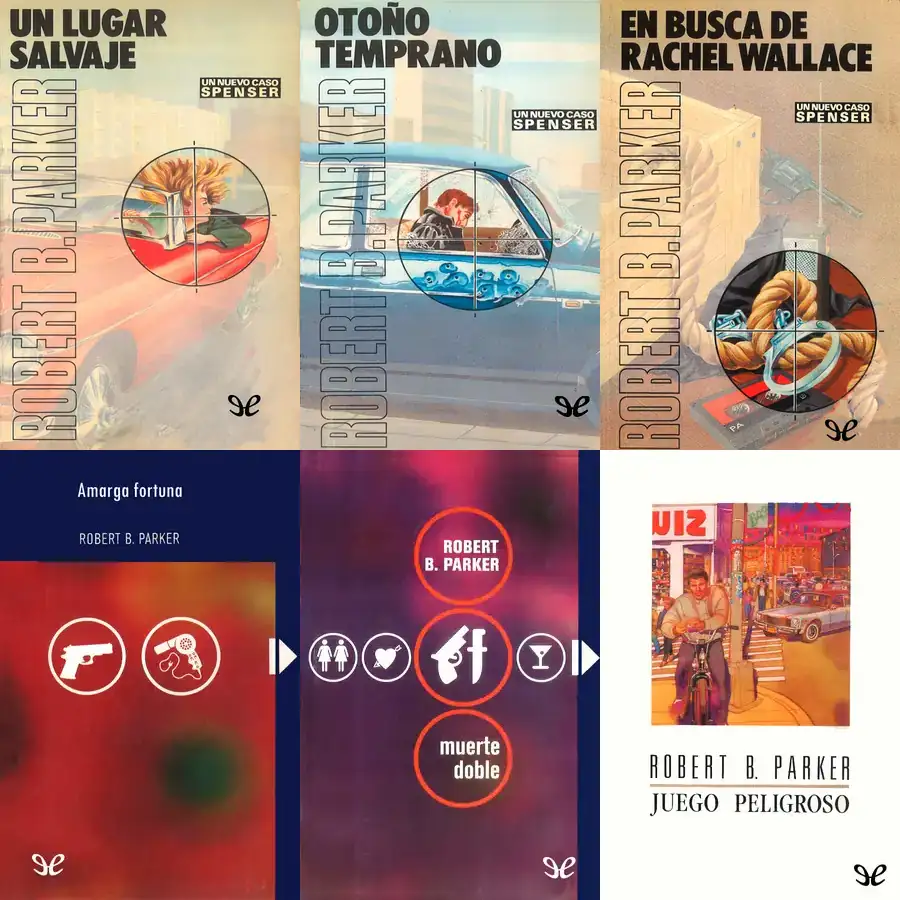 UN LUGAR
SALVAJE
UN NUEVO CASO
SPENSER
ROBERT B. PARKER
OTOÑO
TEMPRANO
UN NUEVO CASO
SPENSER
ROBERT B. PARKER
EN BUSCA DE
RACHEL WALLACE
UN NUEVO CASO
SPENSER
ROBERT B. PARKER
PA
Amarga fortuna
ROBERT B. PARKER
ROBERT
B. PARKER
muerte
doble
UIZ
ROBERT B. PARKER
JUEGO PELIGROSO